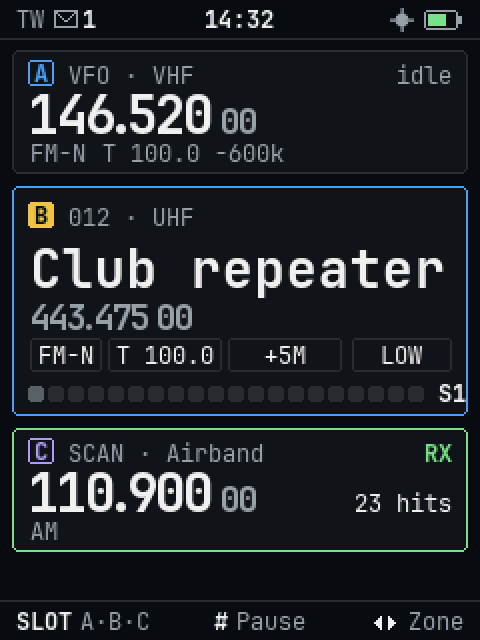 TW 1 14:32
A VFO · VHF idle
146.520 00
FM-N T 100.0 -600k
B 012 · UHF
Club repeater
443.475 00
FM-N T 100.0 +5M LOW
S1
C SCAN · Airband RX
110.900 00 23 hits
AM
SLOT A·B·C # Pause Zone